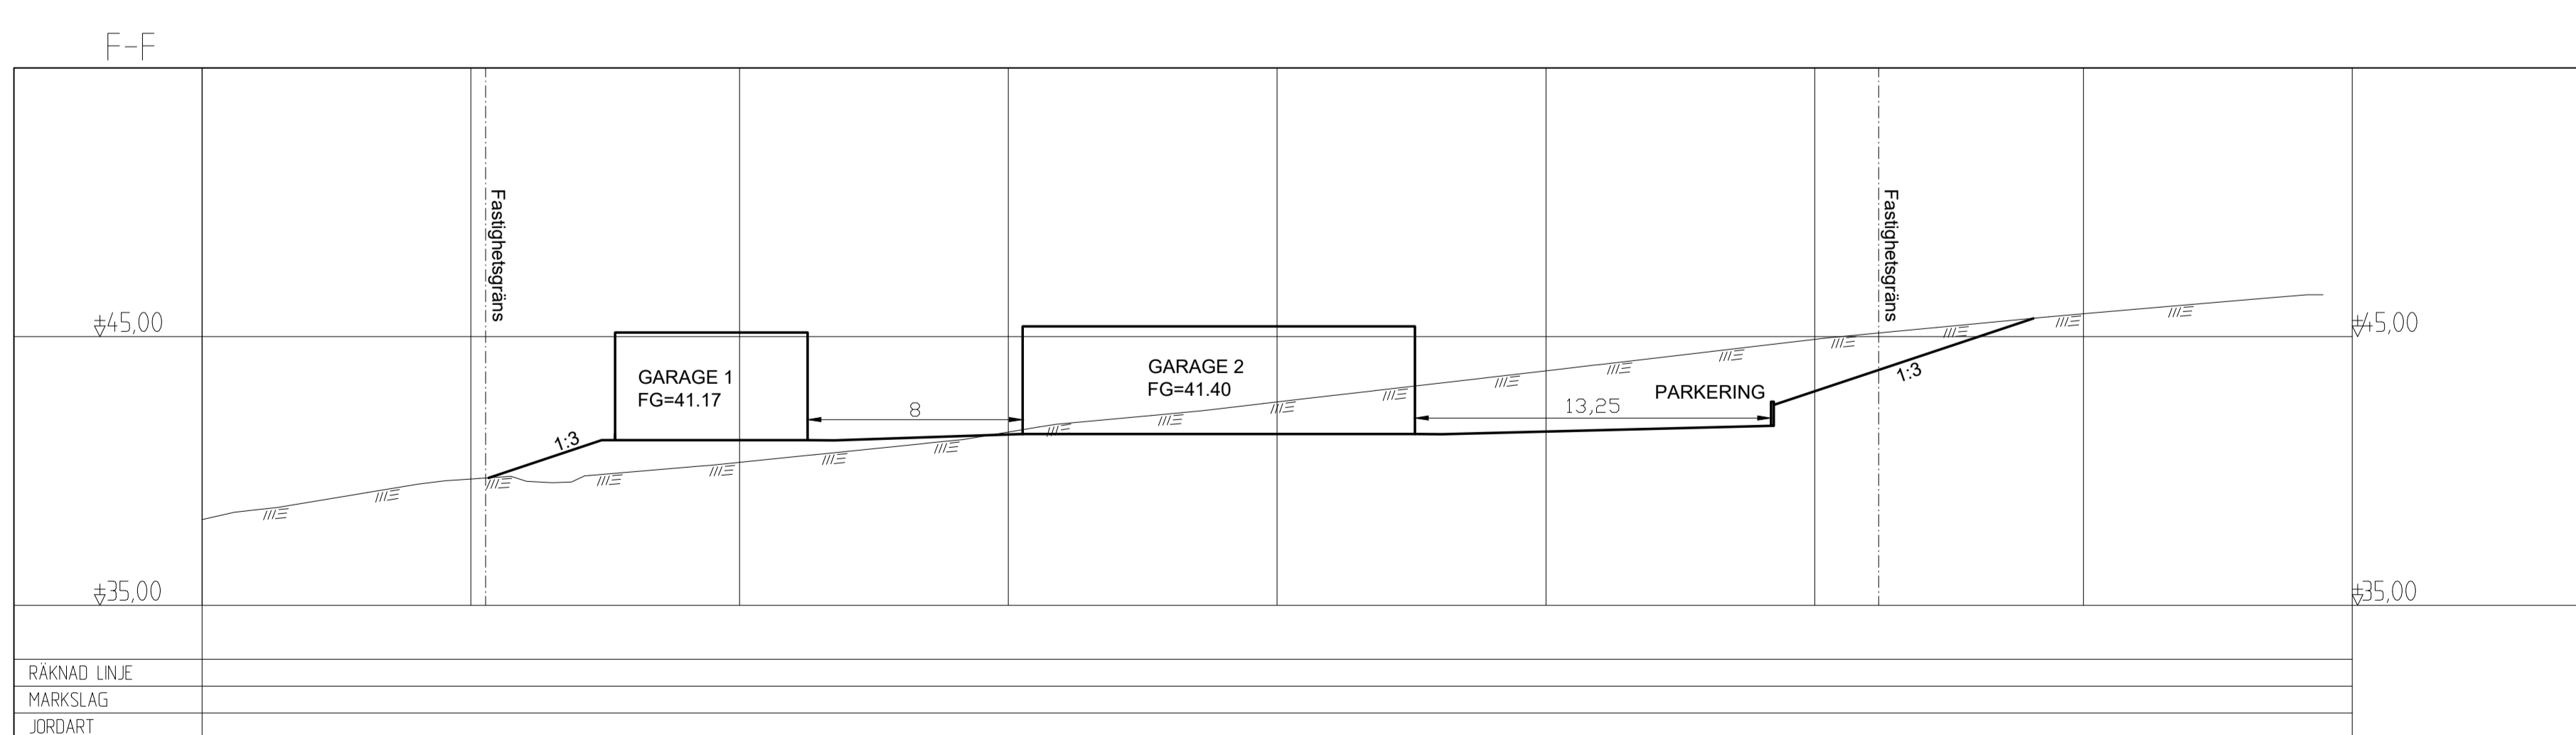 F-F
Fastighetsgräns
Fastighetsgräns
±45,00
±45,00
GARAGE 1
FG=41.17
GARAGE 2
FG=41.40
PARKERING
8
13,25
1:3
1:3
±35,00
±35,00
RÄKNAD LINJE
MARKSLAG
JORDART